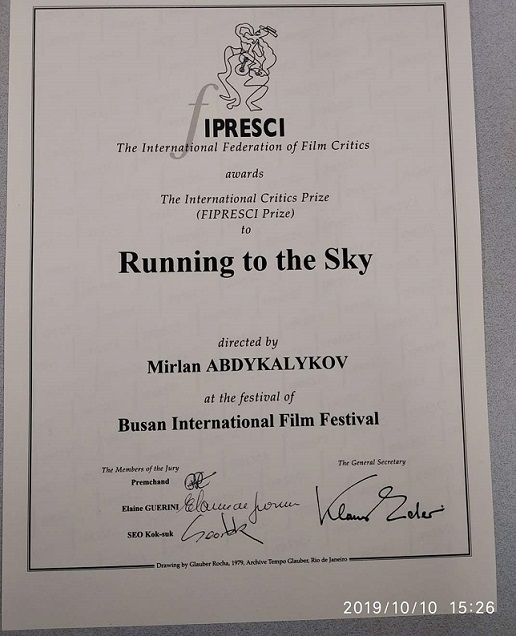 fIPRESCI
The International Federation of Film Critics
awards
The International Critics Prize
(FIPRESCI Prize)
to
Running to the Sky
directed by
Mirlan ABDYKALYKOV
at the festival of
Busan International Film Festival
The Members of the Jury
The General Secretary
Premchand
Elaine GUERINI
SEO Kok-suk
Klaus Eder
Drawing by Glauber Rocha, 1979, Archive Tempo Glauber, Rio de Janeiro
2019/10/10 15:26